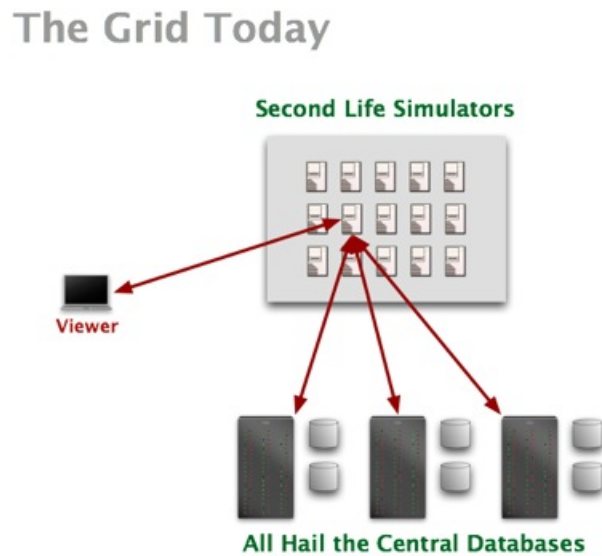 The Grid Today
Second Life Simulators
Viewer
All Hail the Central Databases